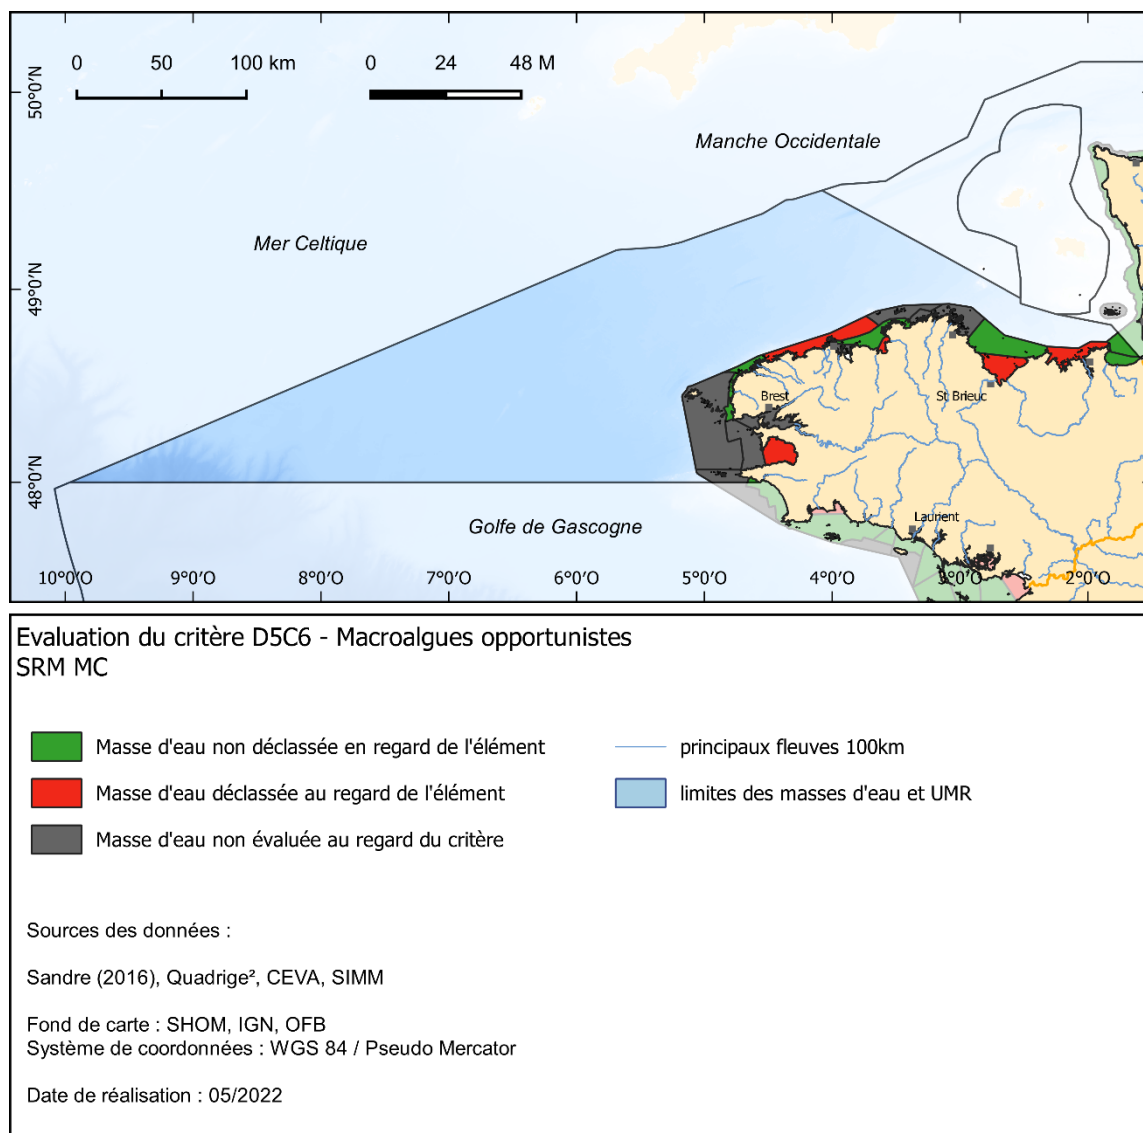 0 50 100 km
0 24 48 M
50°0'N
Manche Occidentale
Mer Celtique
49°0'N
Brest
St Brieuc
48°0'N
Golfe de Gascogne
Laurient
10°0'O 9°0'O 8°0'O 7°0'O 6°0'O 5°0'O 4°0'O 3°0'O 2°0'O
Evaluation du critère D5C6 - Macroalgues opportunistes
SRM MC
Masse d'eau non déclassée en regard de l'élément
principaux fleuves 100km
Masse d'eau déclassée au regard de l'élément
limites des masses d'eau et UMR
Masse d'eau non évaluée au regard du critère
Sources des données :
Sandre (2016), Quadrige², CEVA, SIMM
Fond de carte : SHOM, IGN, OFB
Système de coordonnées : WGS 84 / Pseudo Mercator
Date de réalisation : 05/2022